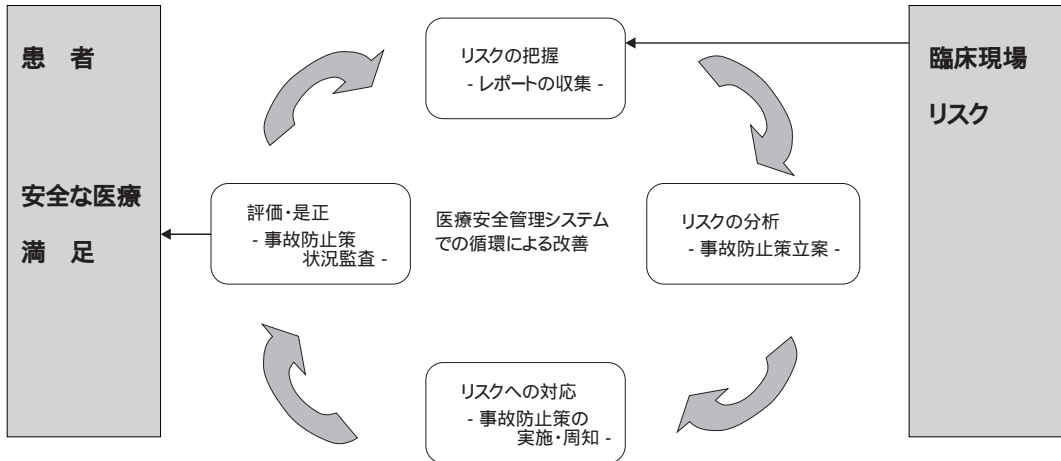 患　者
安全な医療
満　足
リスクの把握
- レポートの収集 -
臨床現場
リスク
評価・是正
- 事故防止策
状況監査 -
医療安全管理システム
での循環による改善
リスクの分析
- 事故防止策立案 -
リスクへの対応
- 事故防止策の
実施・周知 -